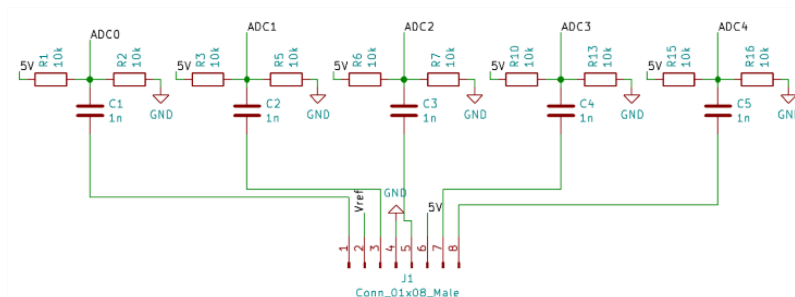 ADC0
ADC1
ADC2
ADC3
ADC4
5V
R1
10k
R2
10k
5V
R3
10k
R5
10k
5V
R6
10k
R7
10k
5V
R10
10k
R13
10k
5V
R15
10k
R16
10k
C1
1n
GND
C2
1n
GND
C3
1n
GND
C4
1n
GND
C5
1n
GND
Vref
GND
5V
1 2 3 4 5 6 7 8
J1
Conn_01x08_Male